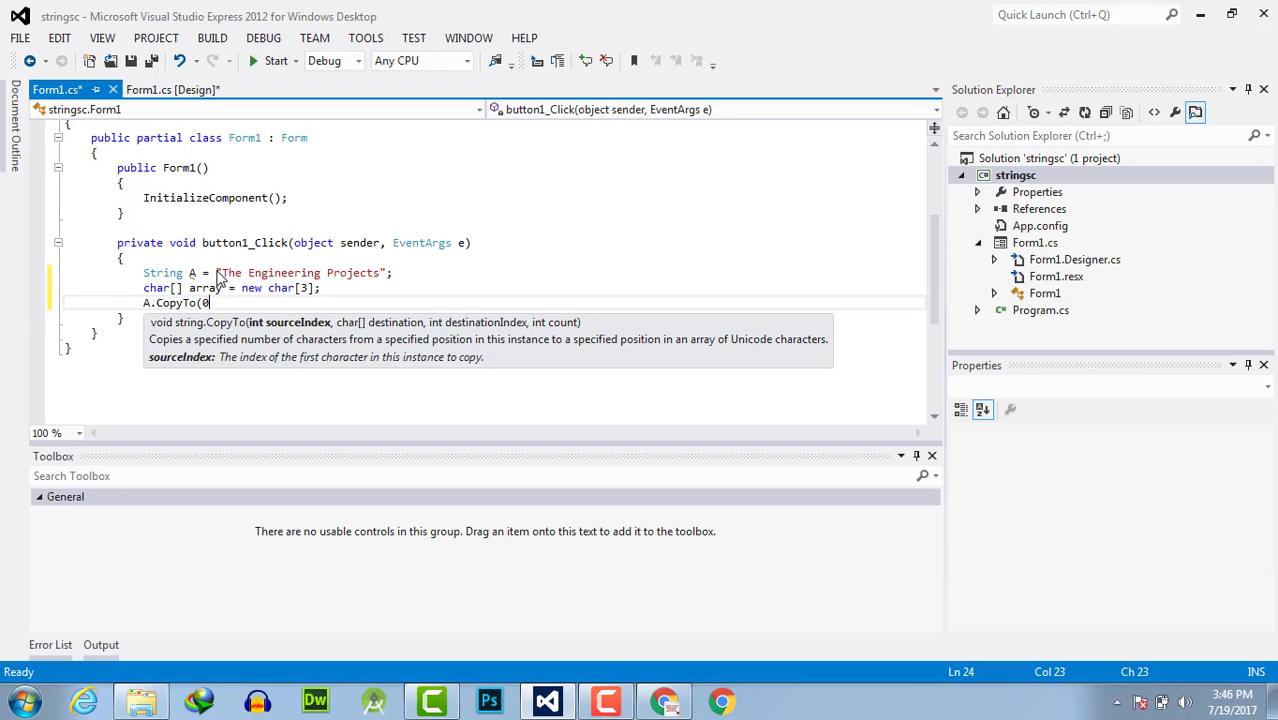 stringsc - Microsoft Visual Studio Express 2012 for Windows Desktop
Quick Launch (Ctrl+Q)
FILE EDIT VIEW PROJECT BUILD DEBUG TEAM TOOLS TEST WINDOW HELP
Start Debug Any CPU
Document Outline
Form1.cs* Form1.cs [Design]*
stringsc.Form1 button1_Click(object sender, EventArgs e)
{
public partial class Form1 : Form
{
public Form1()
{
InitializeComponent();
}
private void button1_Click(object sender, EventArgs e)
{
String A = "The Engineering Projects";
char[] array = new char[3];
A.CopyTo(0
}
}
}
void string.CopyTo(int sourceIndex, char[] destination, int destinationIndex, int count)
Copies a specified number of characters from a specified position in this instance to a specified position in an array of Unicode characters.
sourceIndex: The index of the first character in this instance to copy.
100 %
Toolbox
Search Toolbox
General
There are no usable controls in this group. Drag an item onto this text to add it to the toolbox.
Error List Output
Solution Explorer
Search Solution Explorer (Ctrl+;)
Solution 'stringsc' (1 project)
C# stringsc
Properties
References
App.config
Form1.cs
Form1.Designer.cs
Form1.resx
Form1
C# Program.cs
Properties
Ready Ln 24 Col 23 Ch 23 INS
Dw Ps
3:46 PM
7/19/2017